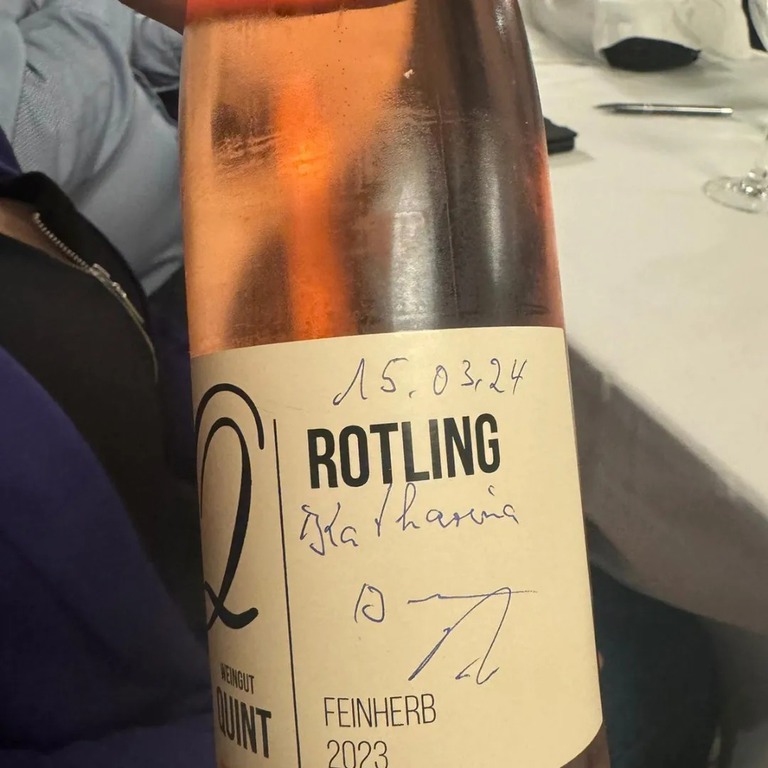 15.03.24
ROTLING
Katharina
FEINHERB
2023
Q
WEINGUT
QUINT